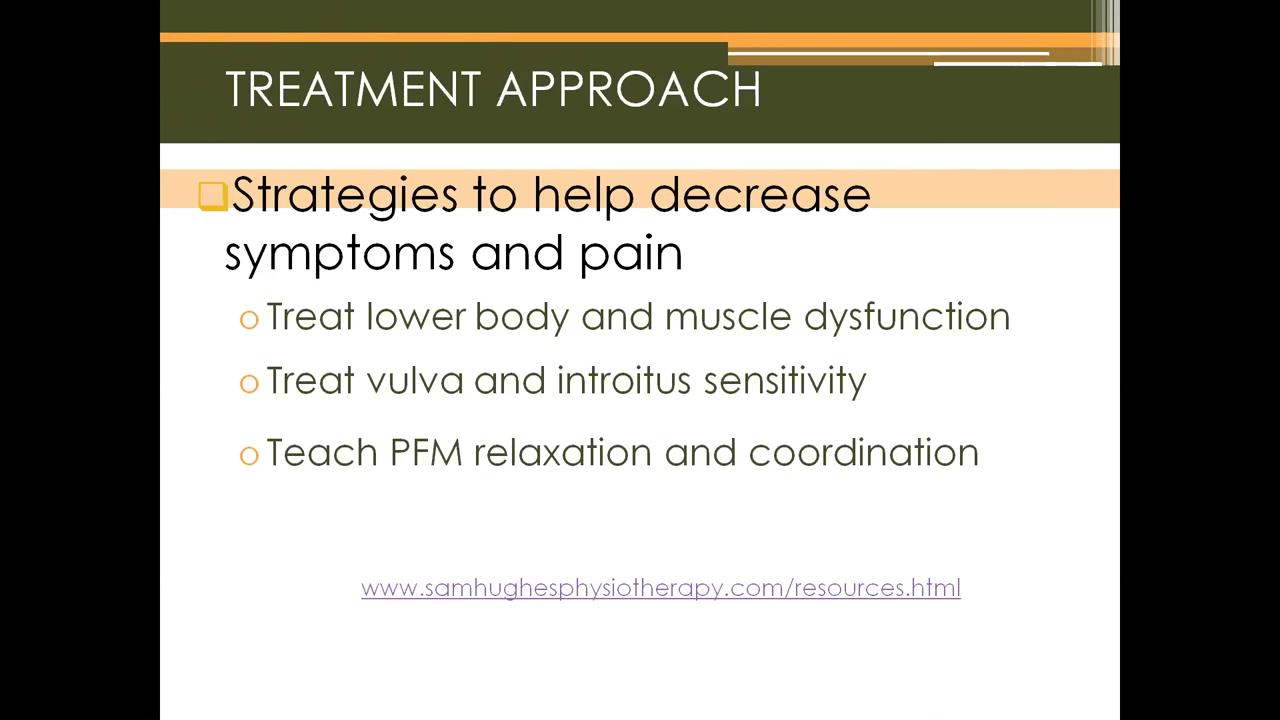 TREATMENT APPROACH
Strategies to help decrease
symptoms and pain
Treat lower body and muscle dysfunction
Treat vulva and introitus sensitivity
Teach PFM relaxation and coordination
www.samhughesphysiotherapy.com/resources.html